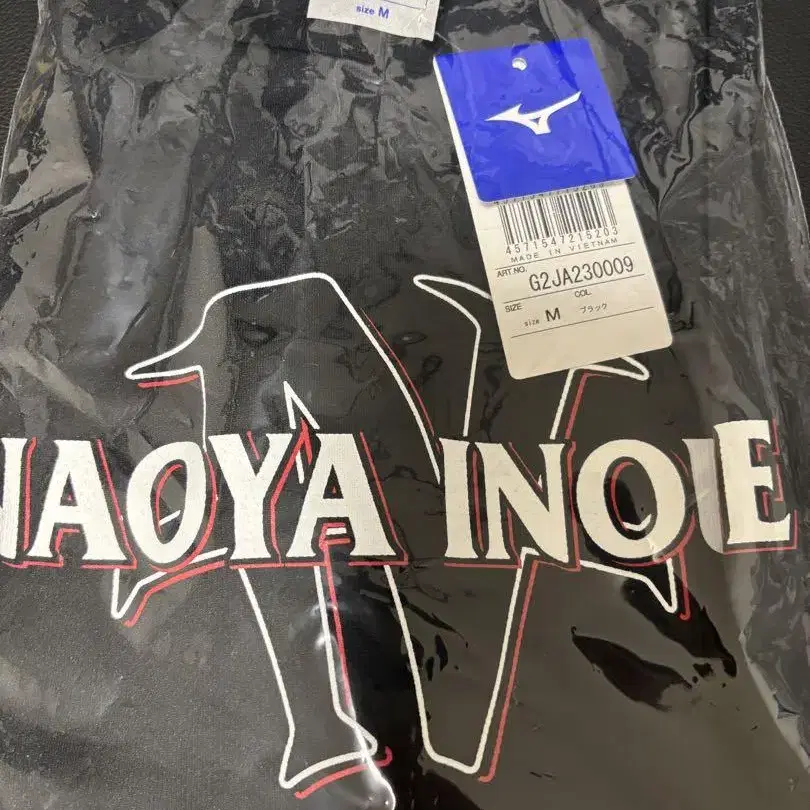 size M
4571547215203
MADE IN VIETNAM
ART.NO. G2JA230009
SIZE COL
size M ブラック
NAOYA INOUE